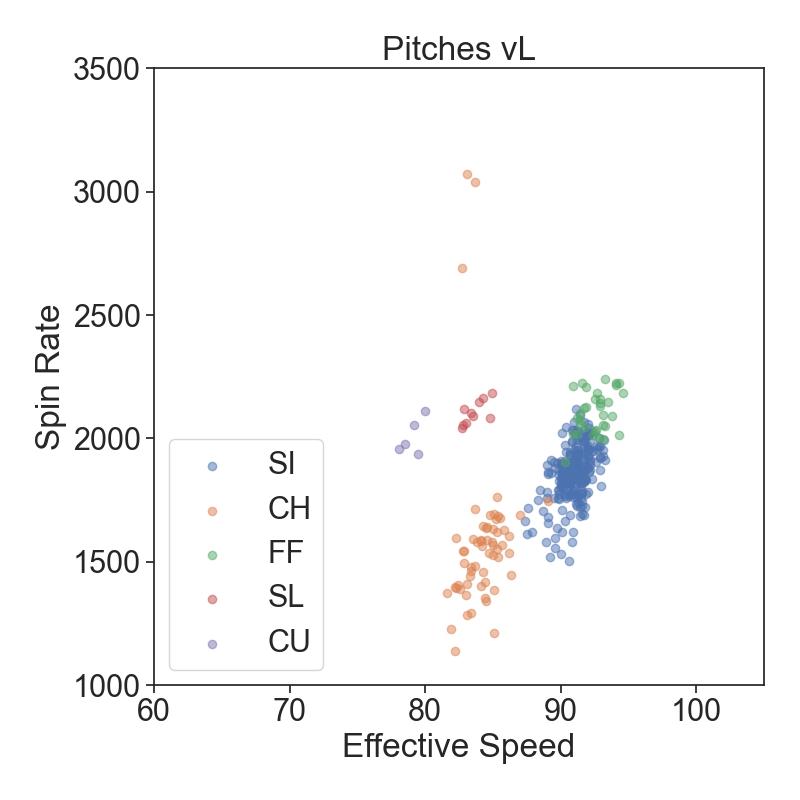 Pitches vL
3500
3000
2500
2000
1500
1000
Spin Rate
SI
CH
FF
SL
CU
60 70 80 90 100
Effective Speed